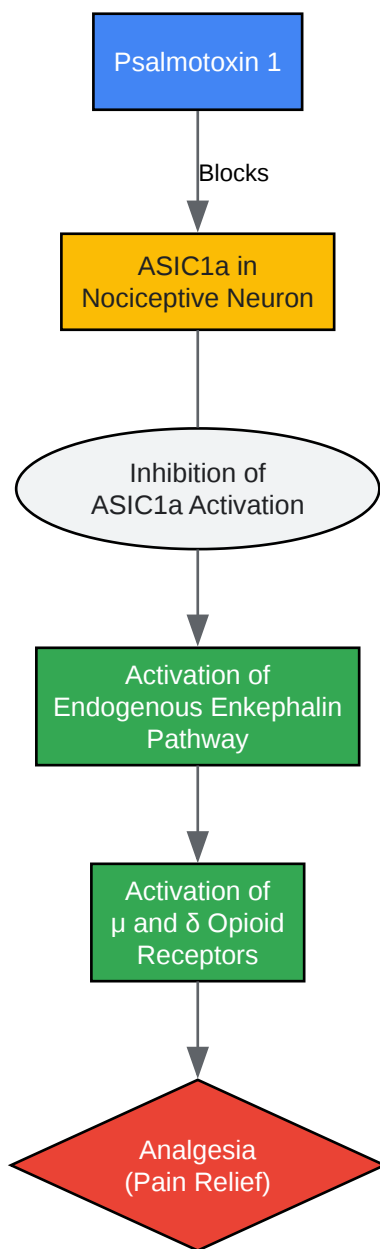 Psalmotoxin 1
Blocks
ASIC1a in
Nociceptive Neuron
Inhibition of
ASIC1a Activation
Activation of
Endogenous Enkephalin
Pathway
Activation of
μ and δ Opioid
Receptors
Analgesia
(Pain Relief)